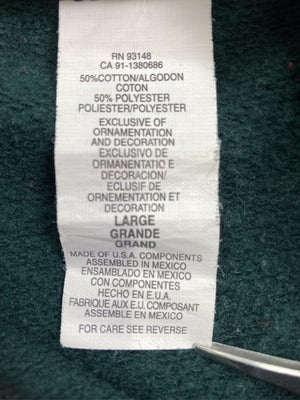 RN 93148
CA 91-1380686
50%COTTON/ALGODON
COTON
50% POLYESTER
POLIESTER/POLYESTER
EXCLUSIVE OF
ORNAMENTATION
AND DECORATION
EXCLUSIVO DE
ORMANENTATIO E
DECORACION/
ECLUSIF DE
ORNEMENTATION ET
DECORATION
LARGE
GRANDE
GRAND
MADE OF U.S.A. COMPONENTS
ASSEMBLED IN MEXICO
ENSAMBLADO EN MEXICO
CON COMPONENTES
HECHO EN E.U.A.
FABRIQUE AUX E.U COMPOSANT
ASSEMBLE EN MEXICO
FOR CARE SEE REVERSE